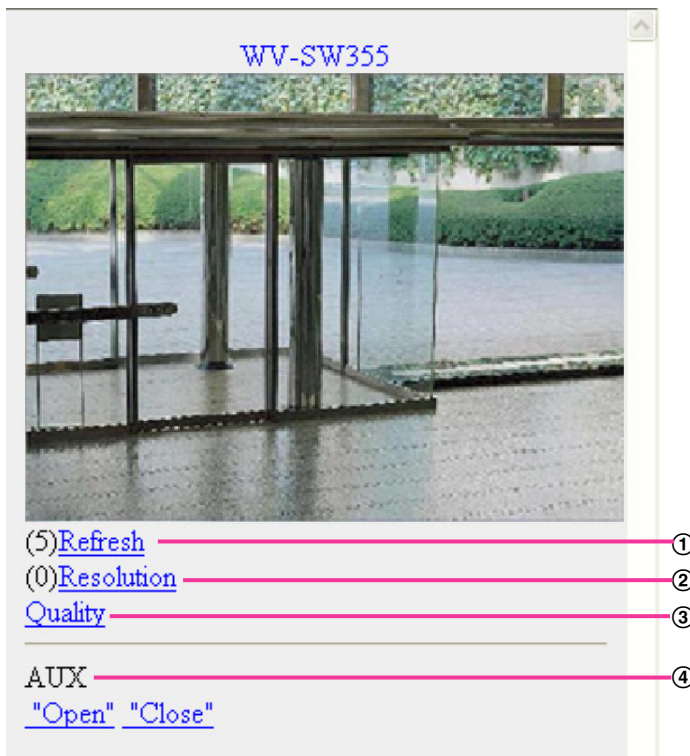 WV-SW355
(5)Refresh ①
(0)Resolution ②
Quality ③
AUX ④
"Open" "Close"